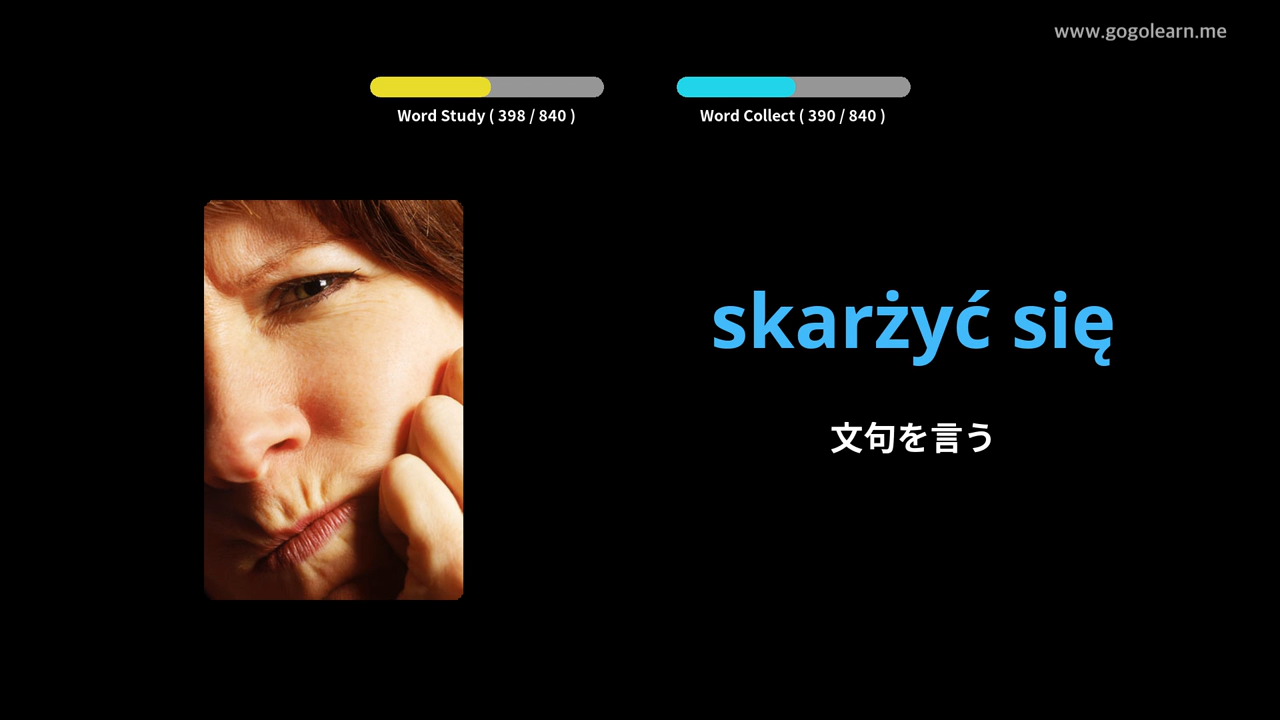 www.gogolearn.me
Word Study ( 398 / 840 )
Word Collect ( 390 / 840 )
skarżyć się
文句を言う